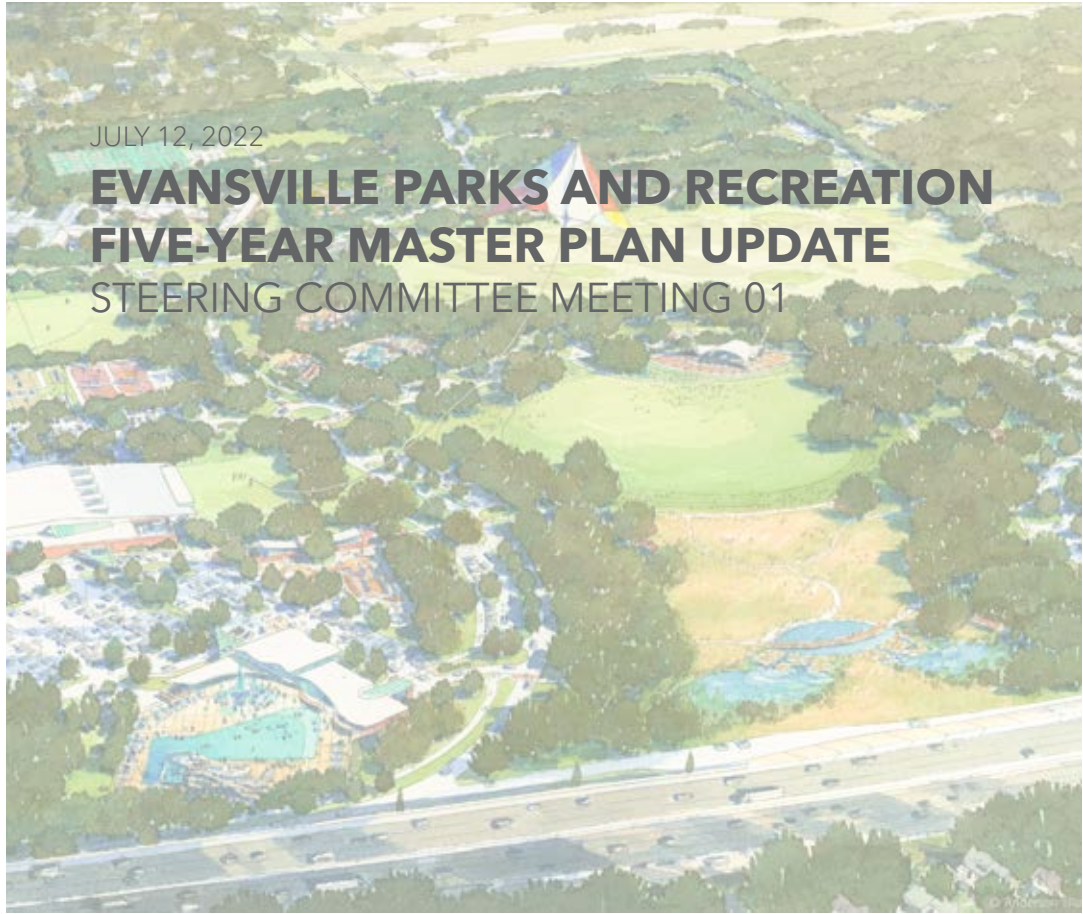 JULY 12, 2022
EVANSVILLE PARKS AND RECREATION
FIVE-YEAR MASTER PLAN UPDATE
STEERING COMMITTEE MEETING 01